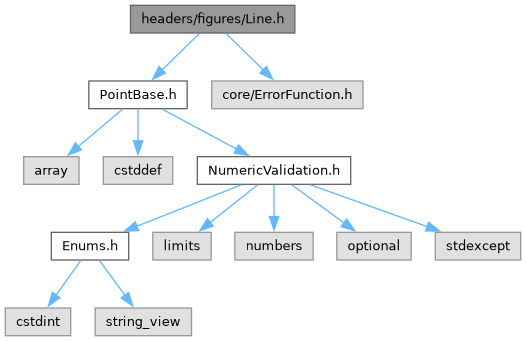 headers/figures/Line.h
PointBase.h
core/ErrorFunction.h
array
cstddef
NumericValidation.h
Enums.h
limits
numbers
optional
stdexcept
cstdint
string_view